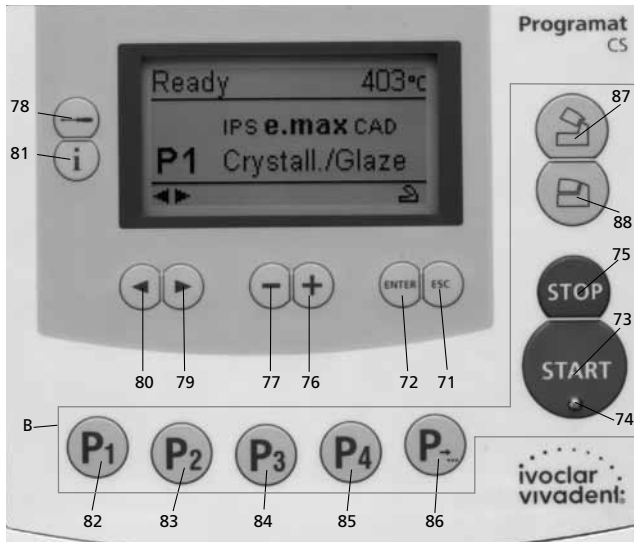 Programat
CS
Ready 403°C
IPS e.max CAD
P1 Crystall./Glaze
78
81
i
87
88
75
STOP
73
START
74
ENTER
ESC
80
79
77
76
72
71
B
P1
P2
P3
P4
P...
82
83
84
85
86
ivoclar
vivadent: